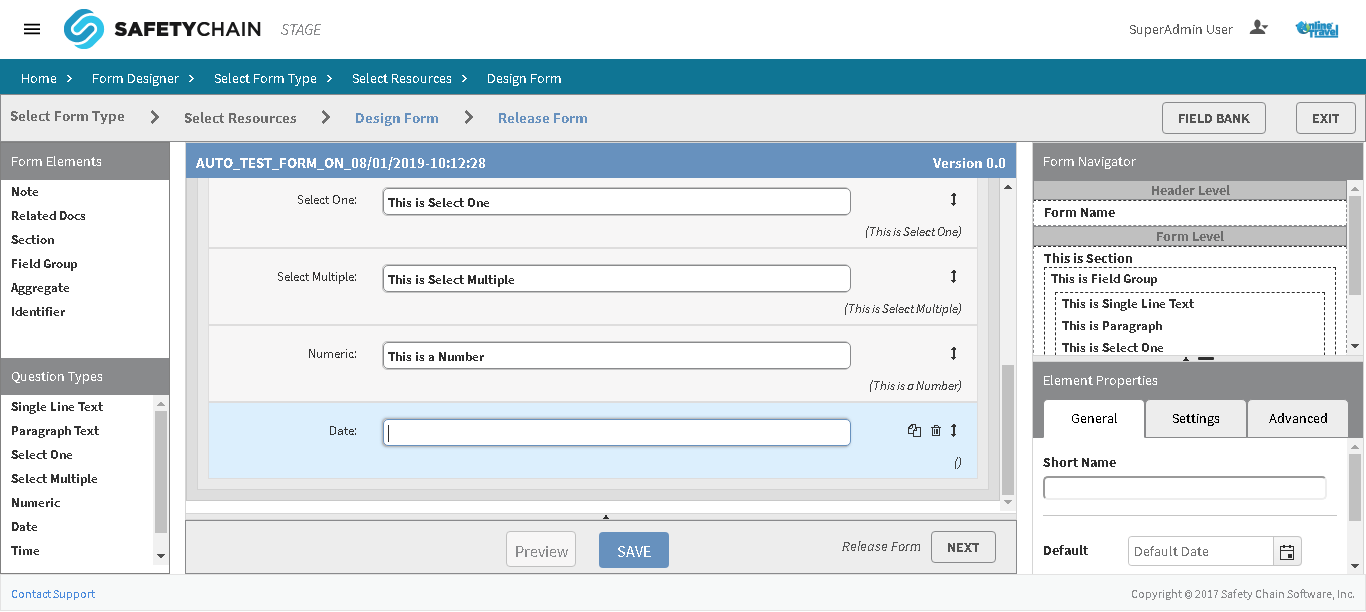 SAFETYCHAIN STAGE
SuperAdmin User
Online Travel
Home > Form Designer > Select Form Type > Select Resources > Design Form
Select Form Type > Select Resources > Design Form > Release Form
FIELD BANK
EXIT
Form Elements
Note
Related Docs
Section
Field Group
Aggregate
Identifier
Question Types
Single Line Text
Paragraph Text
Select One
Select Multiple
Numeric
Date
Time
AUTO_TEST_FORM_ON_08/01/2019-10:12:28 Version 0.0
Select One: This is Select One
(This is Select One)
Select Multiple: This is Select Multiple
(This is Select Multiple)
Numeric: This is a Number
(This is a Number)
Date:
()
Preview
SAVE
Release Form
NEXT
Form Navigator
Header Level
Form Name
Form Level
This is Section
This is Field Group
This is Single Line Text
This is Paragraph
This is Select One
Element Properties
General
Settings
Advanced
Short Name
Default
Default Date
Contact Support
Copyright © 2017 Safety Chain Software, Inc.